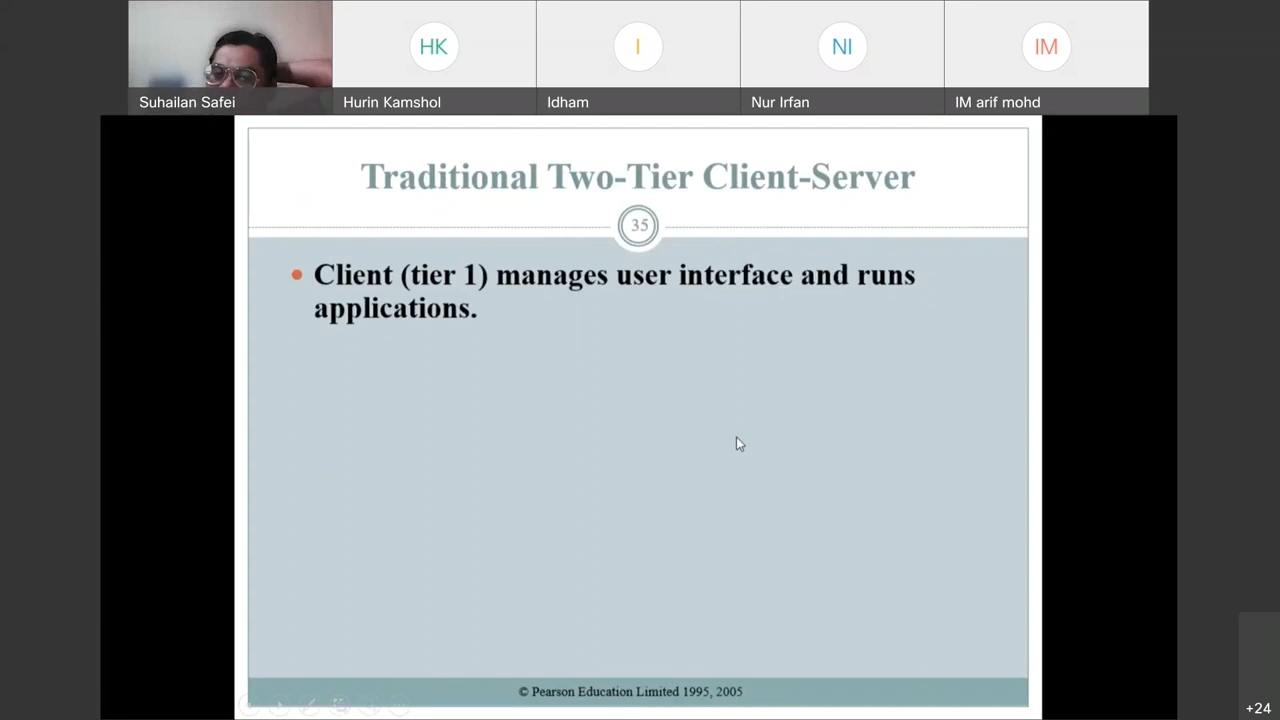 HK
I
NI
IM
Suhailan Safei
Hurin Kamshol
Idham
Nur Irfan
IM arif mohd
Traditional Two-Tier Client-Server
35
Client (tier 1) manages user interface and runs
applications.
© Pearson Education Limited 1995, 2005
+24